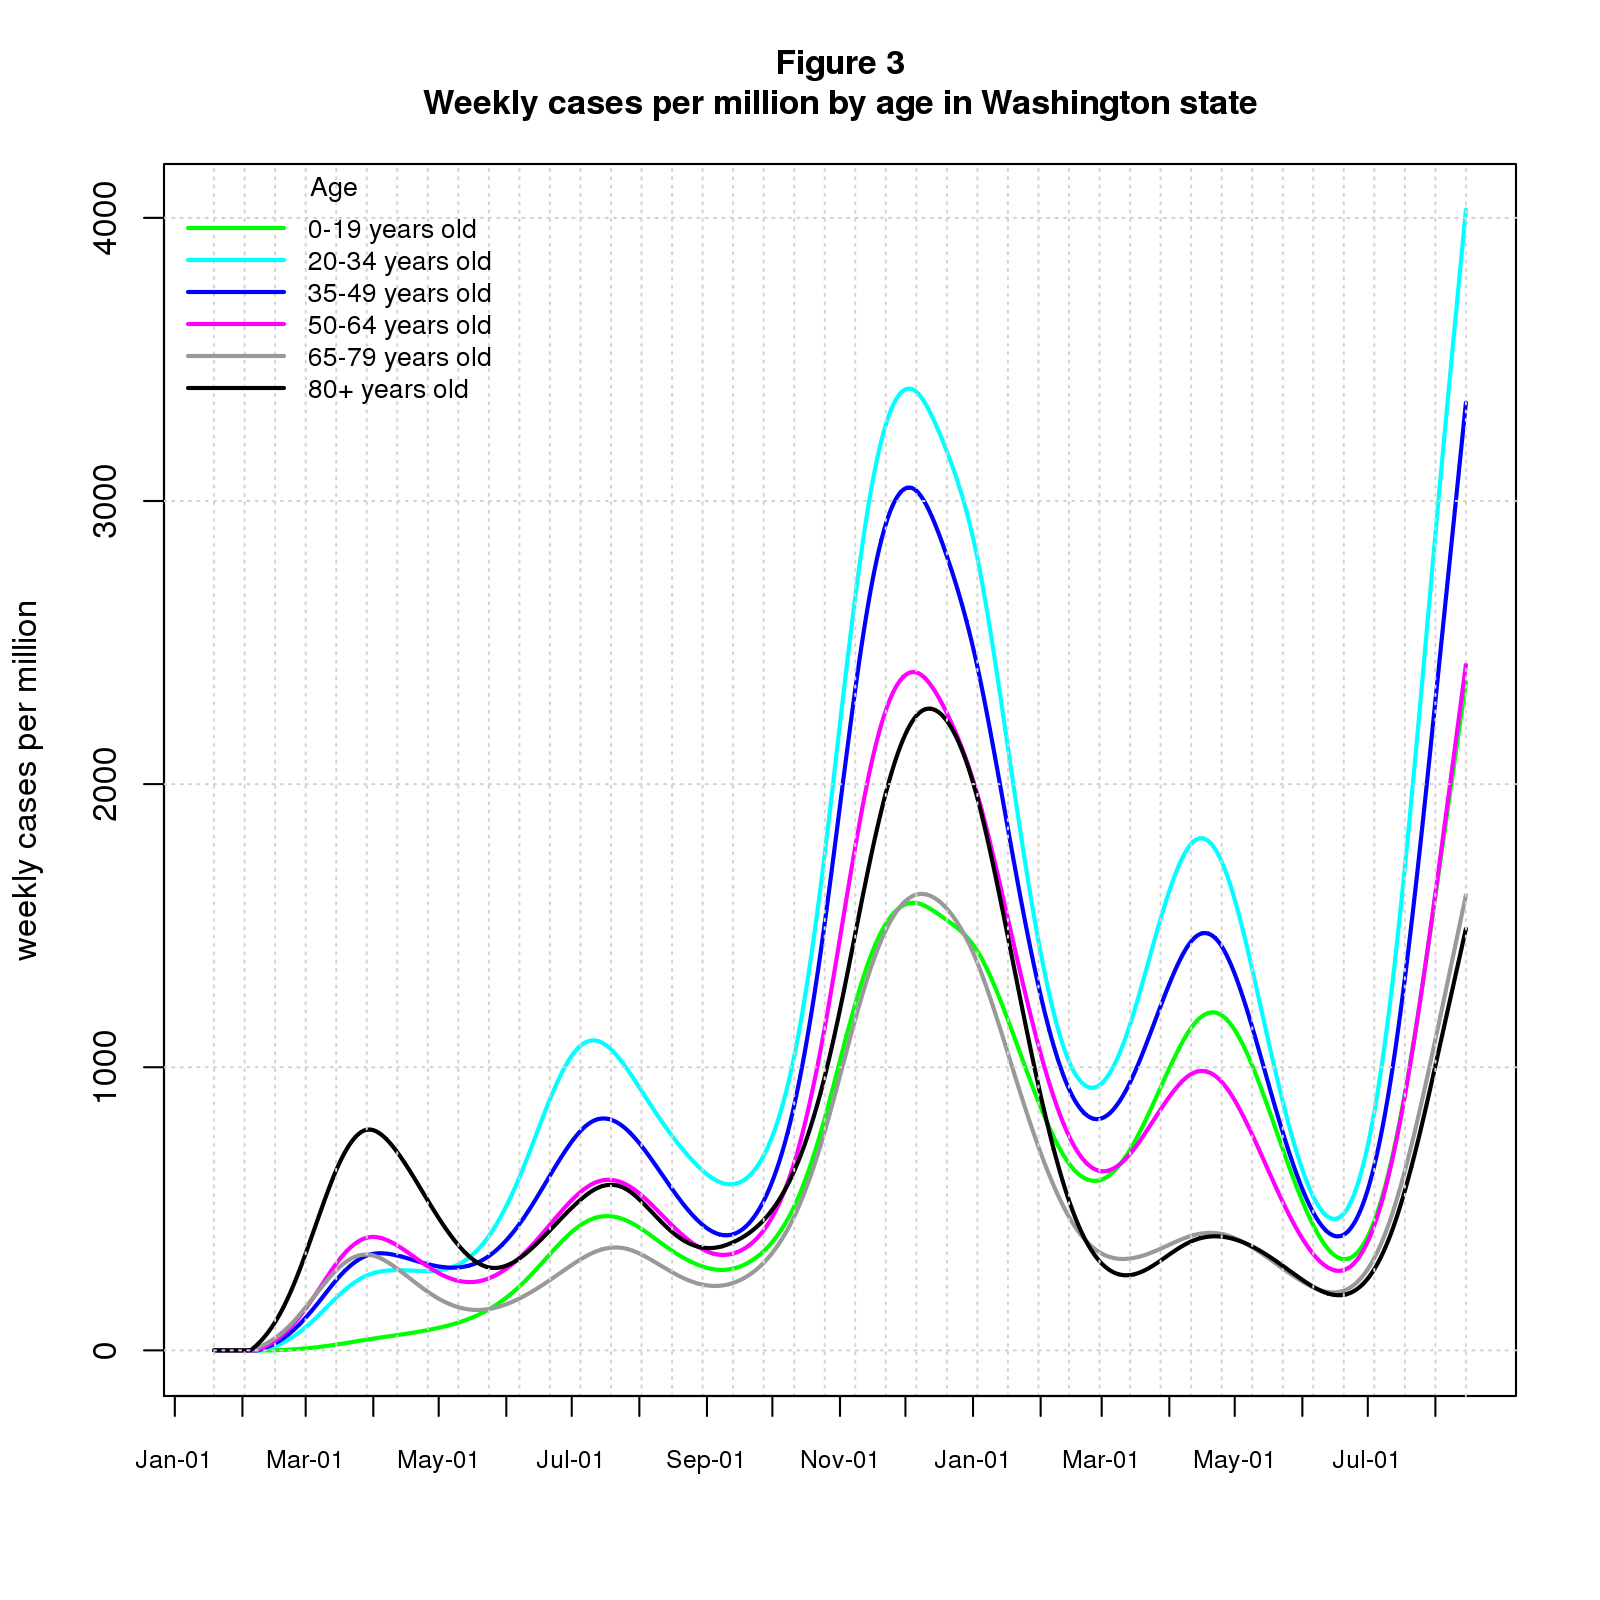 Figure 3
Weekly cases per million by age in Washington state
Age
0-19 years old
20-34 years old
35-49 years old
50-64 years old
65-79 years old
80+ years old
weekly cases per million
4000
3000
2000
1000
0
Jan-01 Mar-01 May-01 Jul-01 Sep-01 Nov-01 Jan-01 Mar-01 May-01 Jul-01